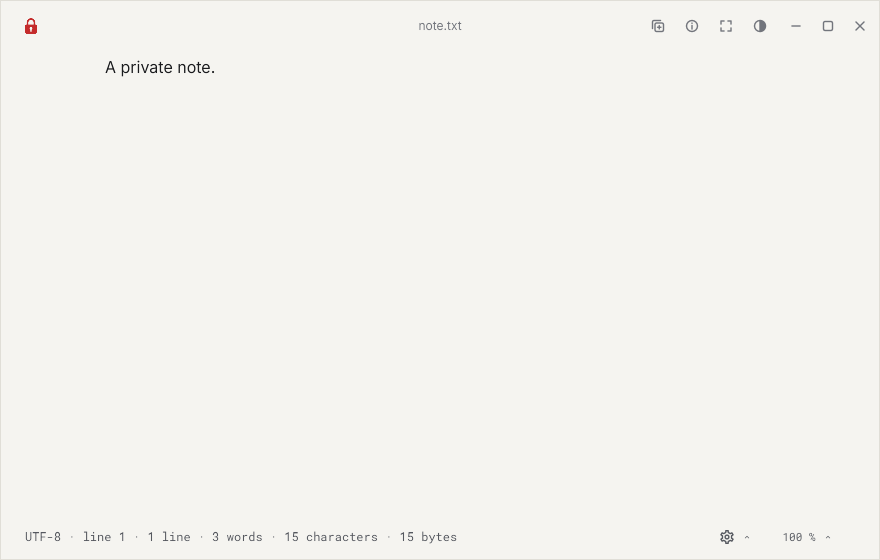 note.txt
A private note.
UTF-8 · line 1 · 1 line · 3 words · 15 characters · 15 bytes
100 %